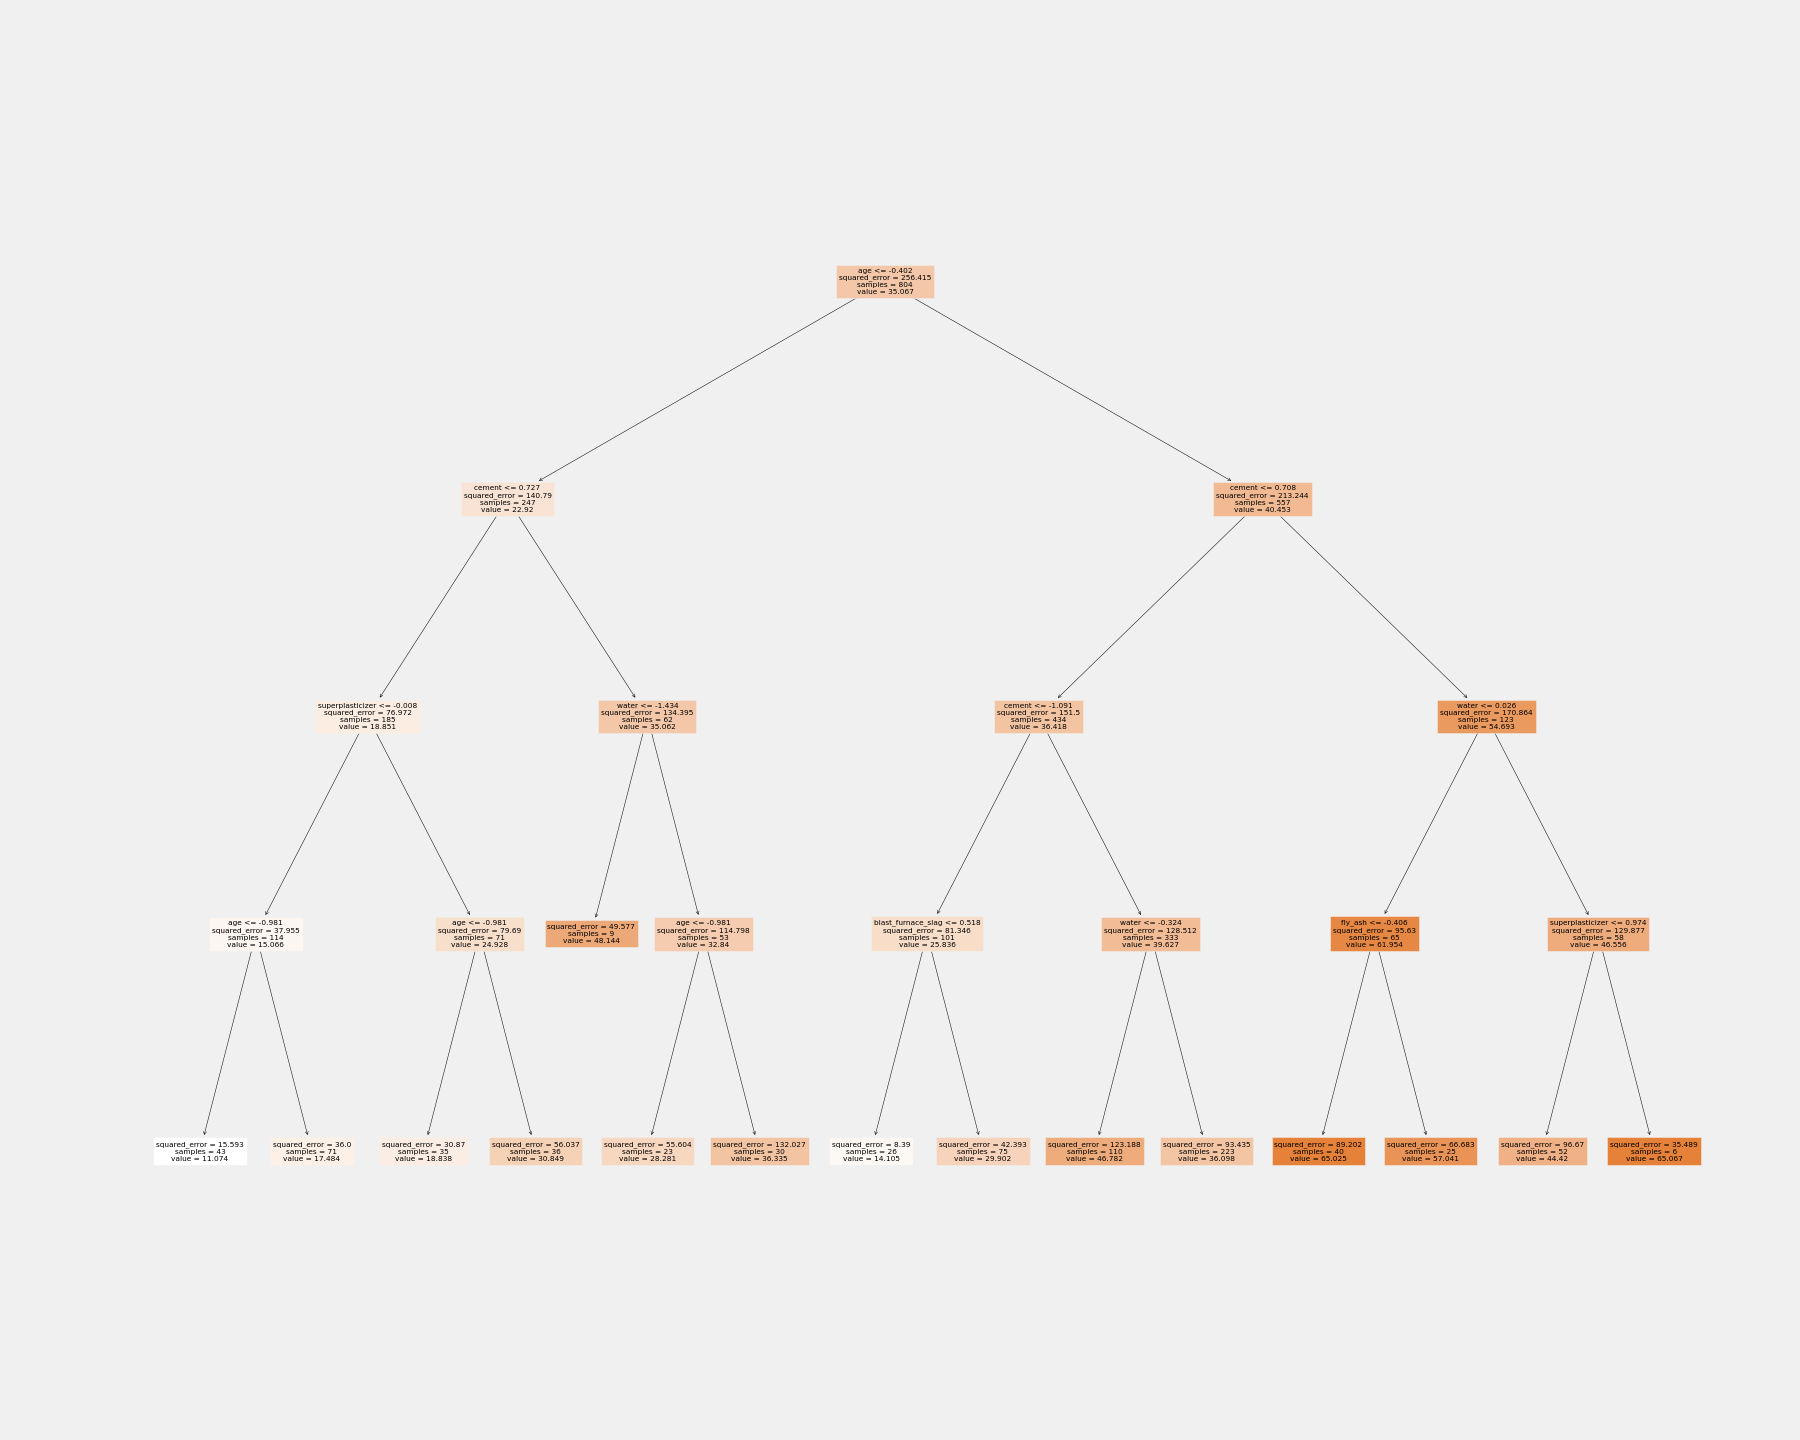 age <= -0.402
squared_error = 256.415
samples = 804
value = 35.067
cement <= 0.727
squared_error = 140.79
samples = 247
value = 22.92
cement <= 0.708
squared_error = 213.244
samples = 557
value = 40.453
superplasticizer <= -0.008
squared_error = 76.972
samples = 185
value = 18.851
water <= -1.434
squared_error = 134.395
samples = 62
value = 35.062
cement <= -1.091
squared_error = 151.5
samples = 434
value = 36.418
water <= 0.026
squared_error = 170.864
samples = 123
value = 54.693
age <= -0.981
squared_error = 37.955
samples = 114
value = 15.066
age <= -0.981
squared_error = 79.69
samples = 71
value = 24.928
squared_error = 49.577
samples = 9
value = 48.144
age <= -0.981
squared_error = 114.798
samples = 53
value = 32.84
blast_furnace_slag <= 0.518
squared_error = 81.346
samples = 101
value = 25.836
water <= -0.324
squared_error = 128.512
samples = 333
value = 39.627
fly_ash <= -0.406
squared_error = 95.63
samples = 65
value = 61.954
superplasticizer <= 0.974
squared_error = 129.877
samples = 58
value = 46.556
squared_error = 15.593
samples = 43
value = 11.074
squared_error = 36.0
samples = 71
value = 17.484
squared_error = 30.87
samples = 35
value = 18.838
squared_error = 56.037
samples = 36
value = 30.849
squared_error = 55.604
samples = 23
value = 28.281
squared_error = 132.027
samples = 30
value = 36.335
squared_error = 8.39
samples = 26
value = 14.105
squared_error = 42.393
samples = 75
value = 29.902
squared_error = 123.188
samples = 110
value = 46.782
squared_error = 93.435
samples = 223
value = 36.098
squared_error = 89.202
samples = 40
value = 65.025
squared_error = 66.683
samples = 25
value = 57.041
squared_error = 96.67
samples = 52
value = 44.42
squared_error = 35.489
samples = 6
value = 65.067